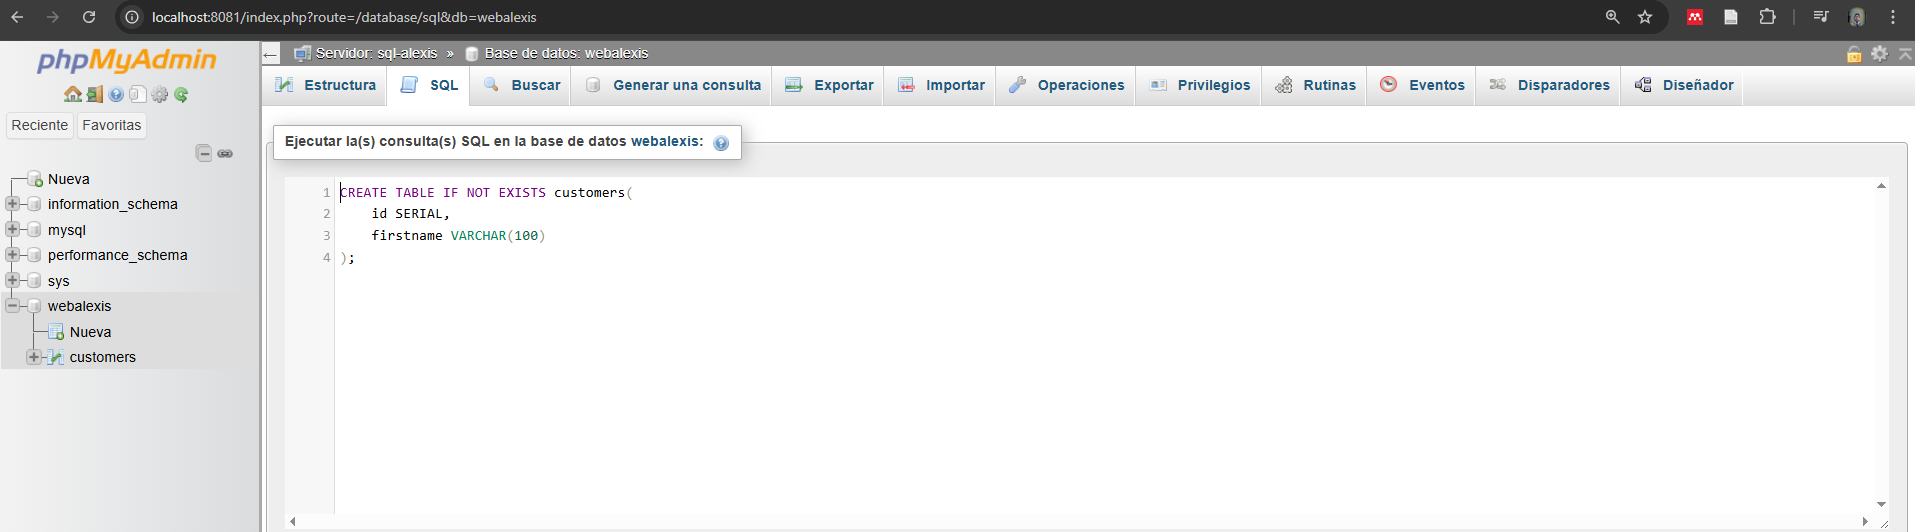 localhost:8081/index.php?route=/database/sql&db=webalexis
phpMyAdmin
Reciente
Favoritas
Nueva
information_schema
mysql
performance_schema
sys
webalexis
Nueva
customers
Servidor: sql-alexis » Base de datos: webalexis
Estructura SQL Buscar Generar una consulta Exportar Importar Operaciones Privilegios Rutinas Eventos Disparadores Diseñador
Ejecutar la(s) consulta(s) SQL en la base de datos webalexis:
1 CREATE TABLE IF NOT EXISTS customers(
2     id SERIAL,
3     firstname VARCHAR(100)
4 );